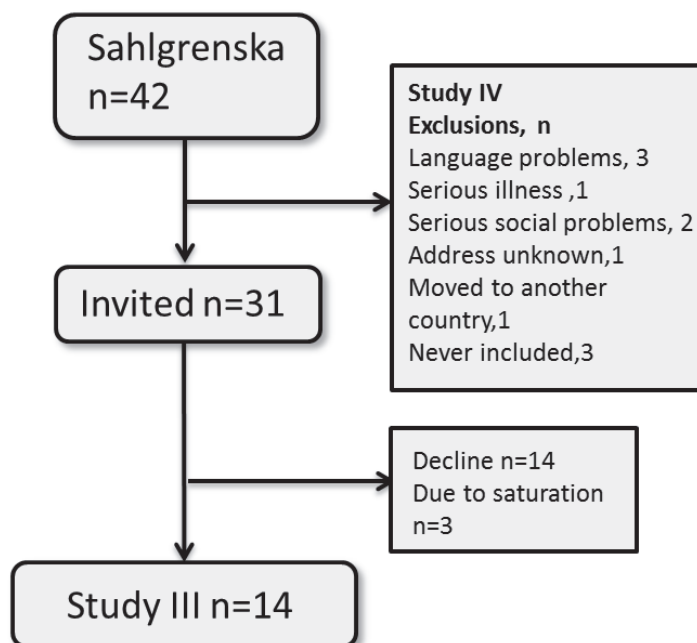 Sahlgrenska
n=42
Study IV
Exclusions, n
Language problems, 3
Serious illness ,1
Serious social problems, 2
Address unknown,1
Moved to another
country,1
Never included,3
Invited n=31
Decline n=14
Due to saturation
n=3
Study III n=14